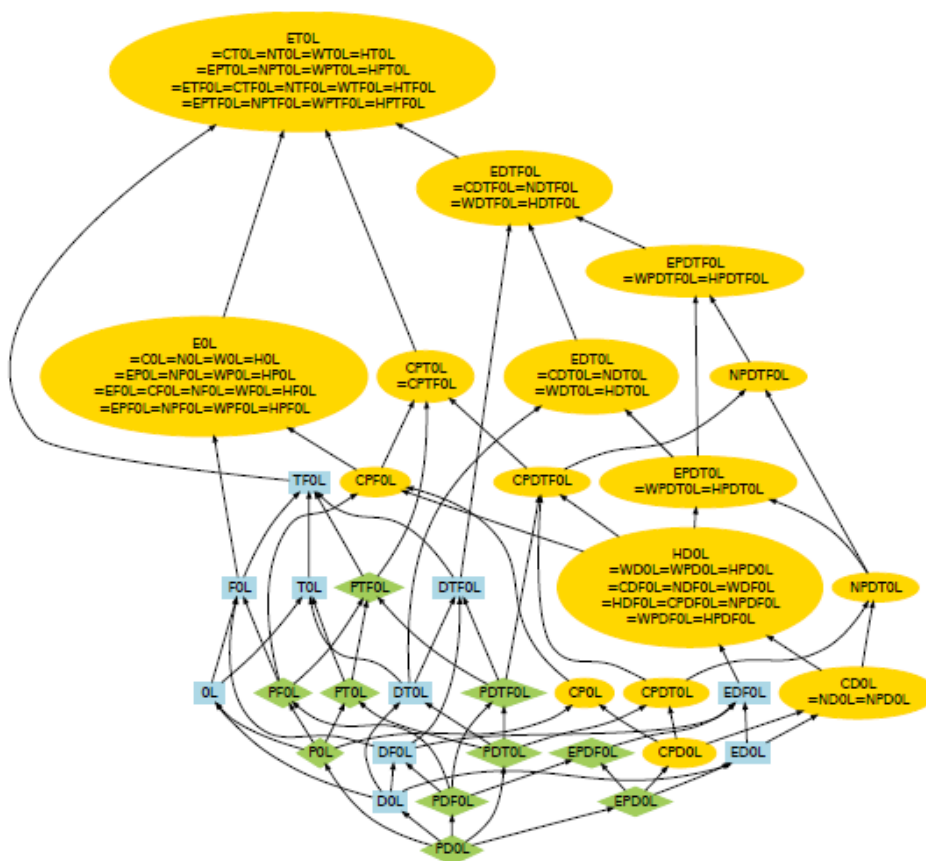 ET0L
=CT0L=NT0L=WT0L=HT0L
=EPT0L=NPT0L=WPT0L=HPT0L
=ETF0L=CTF0L=NTF0L=WTF0L=HTF0L
=EPTF0L=NPTF0L=WPTF0L=HPTF0L
EDTF0L
=CDTF0L=NDTF0L
=WDTF0L=HDTF0L
EPDTF0L
=WPDTF0L=HPDTF0L
E0L
=C0L=N0L=W0L=H0L
=EP0L=NP0L=WP0L=HP0L
=EF0L=CF0L=NF0L=WF0L=HF0L
=EPF0L=NPF0L=WPF0L=HPF0L
CPT0L
=CPTF0L
EDT0L
=CDT0L=NDT0L
=WDT0L=HDT0L
NPDTF0L
TF0L
CPF0L
CPDTF0L
EPDT0L
=WPDT0L=HPDT0L
HD0L
=WD0L=WPD0L=HPD0L
=CDF0L=NDF0L=WDF0L
=HDF0L=CPDF0L=NPDF0L
=WPDF0L=HPDF0L
F0L
T0L
PTF0L
DTF0L
NPDT0L
0L
PF0L
PT0L
DT0L
PDTF0L
CP0L
CPDT0L
EDF0L
CD0L
=ND0L=NPD0L
P0L
DF0L
PDT0L
EPDF0L
CPD0L
ED0L
D0L
PDF0L
EPD0L
PD0L